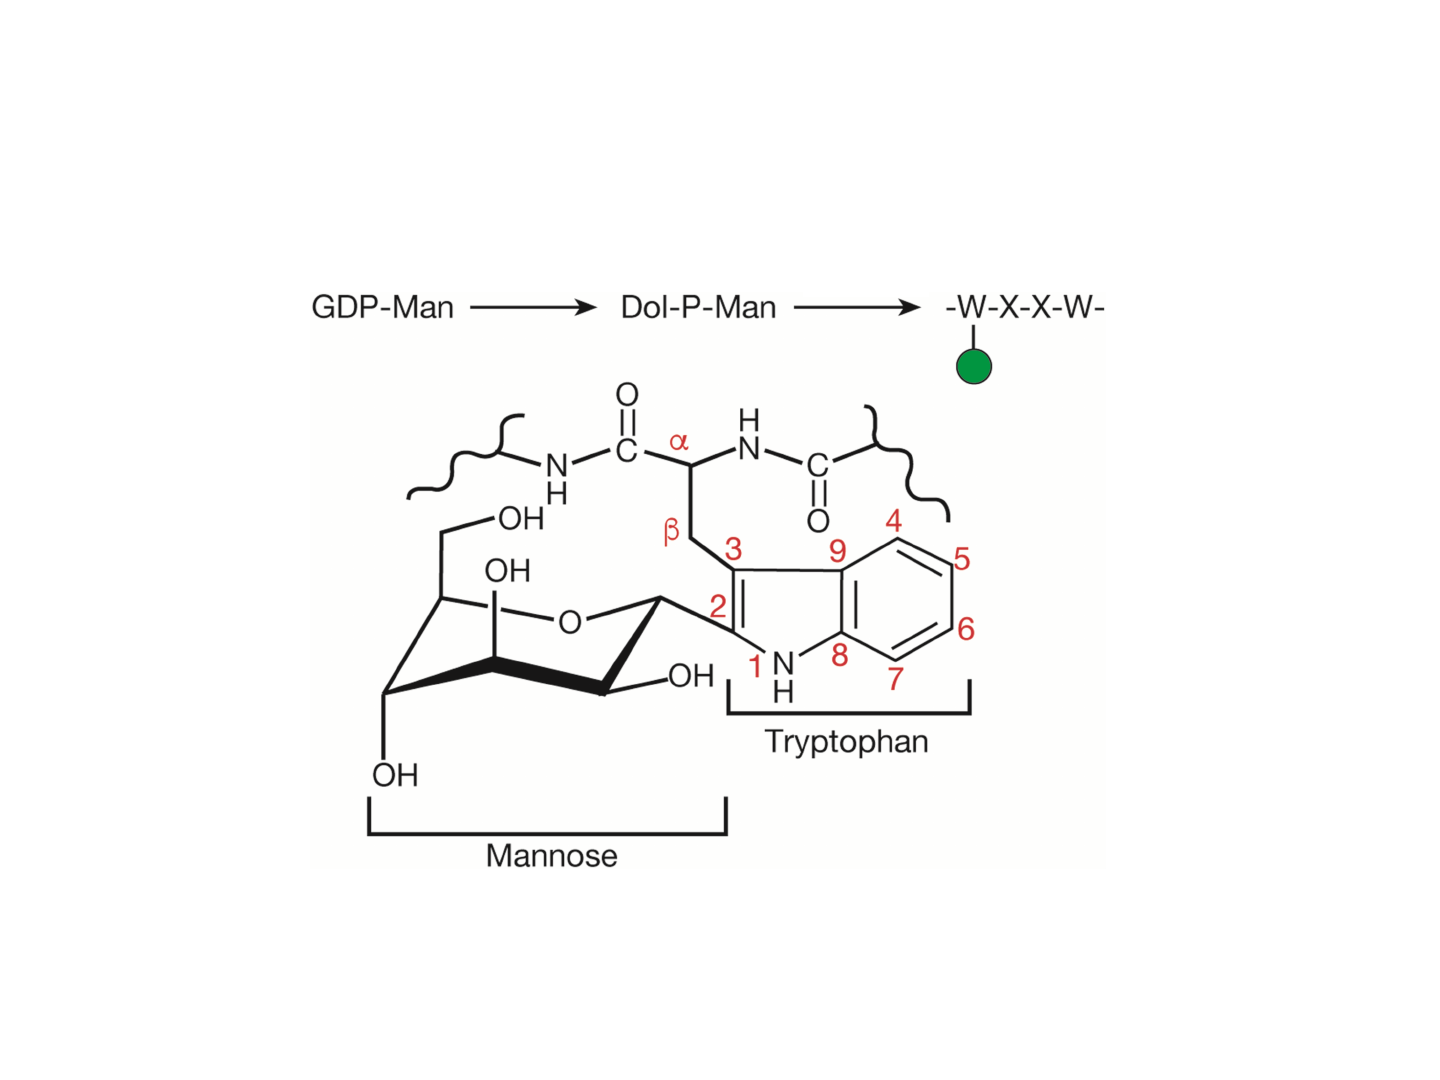 GDP-Man Dol-P-Man -W-X-X-W-
O H
C α N
N C
H O
OH β 4
3 9 5
OH 2
O 6
1 N 8 7
OH H
Tryptophan
OH
Mannose